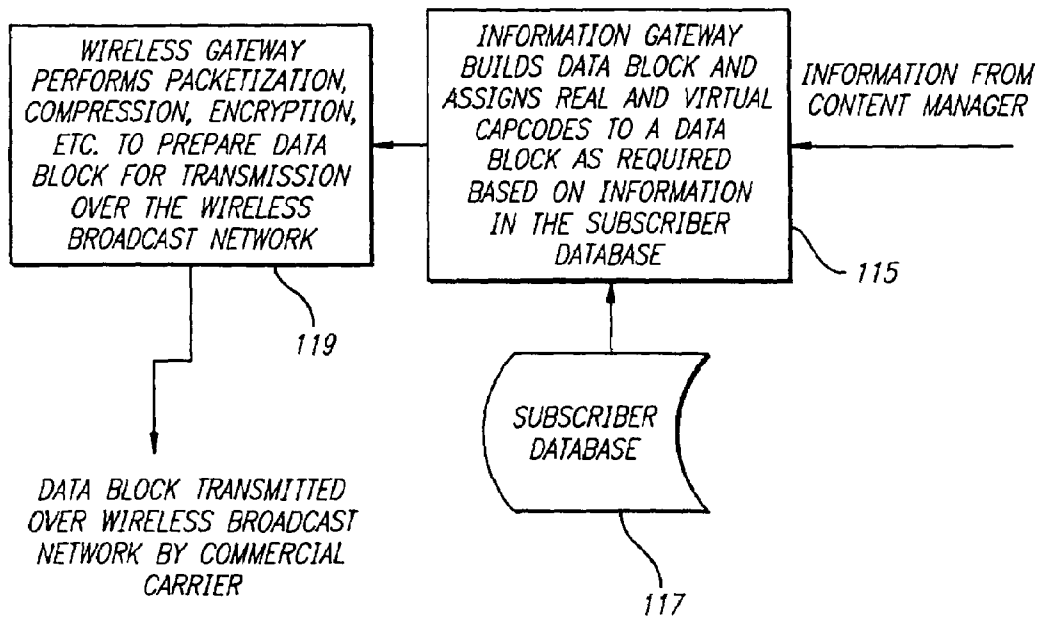 WIRELESS GATEWAY
PERFORMS PACKETIZATION,
COMPRESSION, ENCRYPTION,
ETC. TO PREPARE DATA
BLOCK FOR TRANSMISSION
OVER THE WIRELESS
BROADCAST NETWORK
INFORMATION GATEWAY
BUILDS DATA BLOCK AND
ASSIGNS REAL AND VIRTUAL
CAPCODES TO A DATA
BLOCK AS REQUIRED
BASED ON INFORMATION
IN THE SUBSCRIBER
DATABASE
INFORMATION FROM
CONTENT MANAGER
115
119
SUBSCRIBER
DATABASE
DATA BLOCK TRANSMITTED
OVER WIRELESS BROADCAST
NETWORK BY COMMERCIAL
CARRIER
117